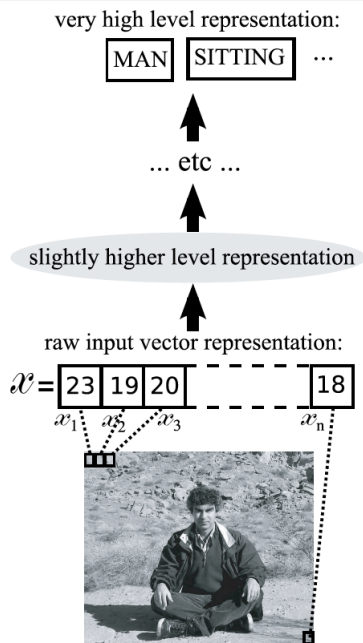 very high level representation:
MAN SITTING ...
... etc ...
slightly higher level representation
raw input vector representation:
x = 23 19 20 18
x1 x2 x3 xn